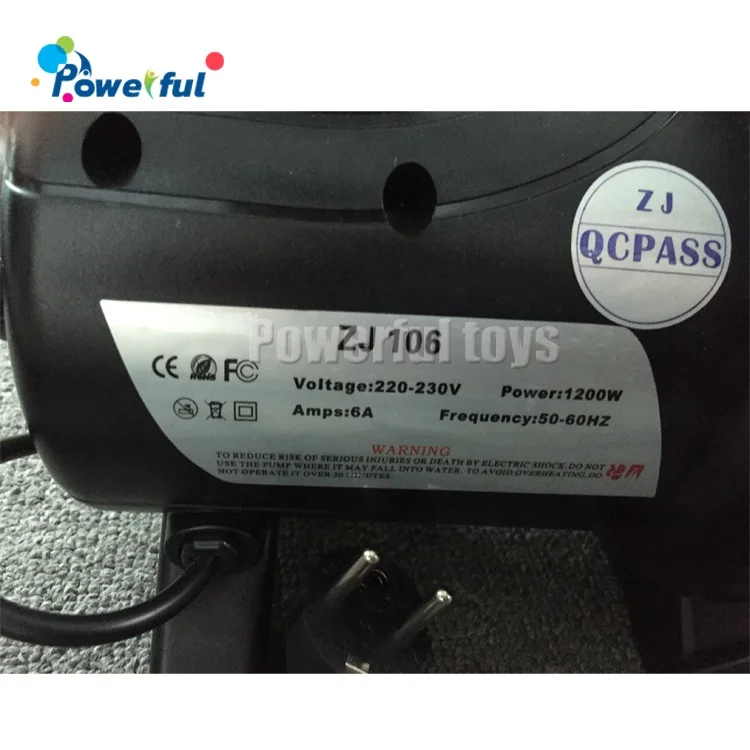 Powerful
ZJ
QCPASS
ZJ 106
Powerful toys
CE RoHS FC
Voltage:220-230V Power:1200W
Amps:6A Frequency:50-60HZ
WARNING
TO REDUCE RISK OF SERIOUS INJURIES OR DEATH BY ELECTRIC SHOCK. DO NOT
USE THE PUMP WHERE IT MAY FALL INTO WATER. TO AVOID OVERHEATING,DO
NOT OPERATE IT OVER 30 MINUTES